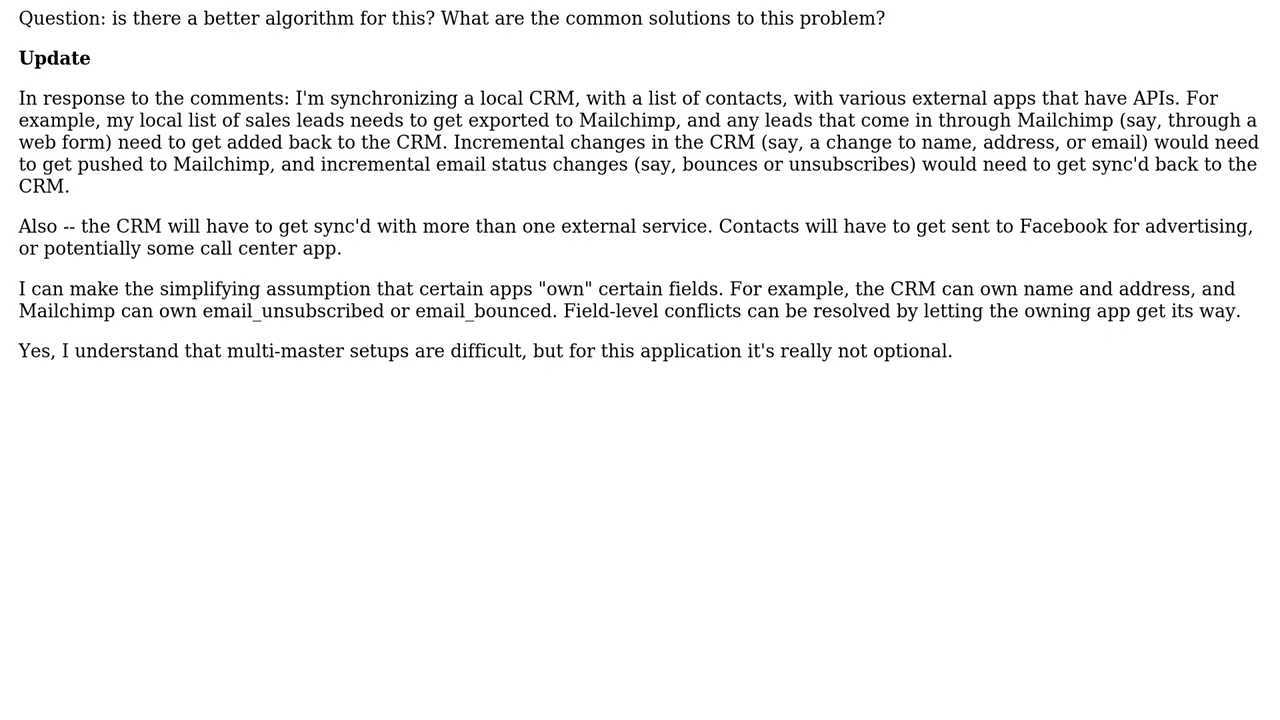 Question: is there a better algorithm for this? What are the common solutions to this problem?
Update
In response to the comments: I'm synchronizing a local CRM, with a list of contacts, with various external apps that have APIs. For
example, my local list of sales leads needs to get exported to Mailchimp, and any leads that come in through Mailchimp (say, through a
web form) need to get added back to the CRM. Incremental changes in the CRM (say, a change to name, address, or email) would need
to get pushed to Mailchimp, and incremental email status changes (say, bounces or unsubscribes) would need to get sync'd back to the
CRM.
Also -- the CRM will have to get sync'd with more than one external service. Contacts will have to get sent to Facebook for advertising,
or potentially some call center app.
I can make the simplifying assumption that certain apps "own" certain fields. For example, the CRM can own name and address, and
Mailchimp can own email_unsubscribed or email_bounced. Field-level conflicts can be resolved by letting the owning app get its way.
Yes, I understand that multi-master setups are difficult, but for this application it's really not optional.